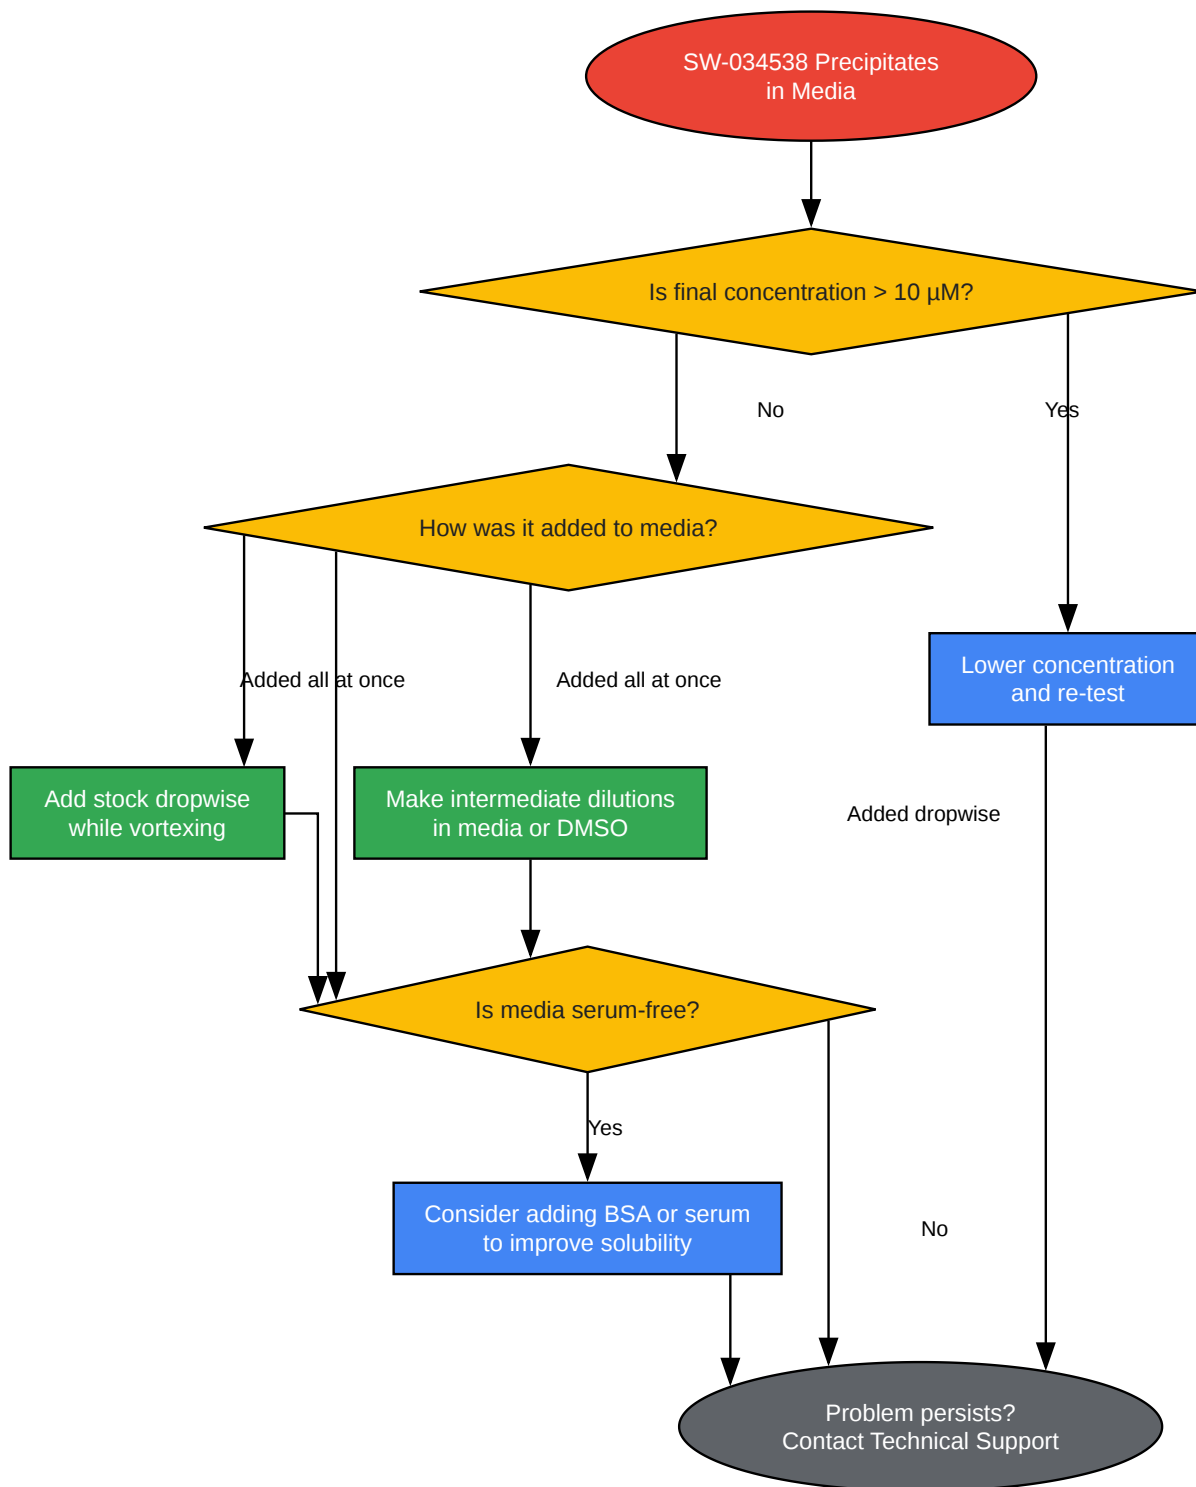 SW-034538 Precipitates
in Media
Is final concentration > 10 µM?
No
Yes
How was it added to media?
Added all at once
Added all at once
Lower concentration
and re-test
Add stock dropwise
while vortexing
Make intermediate dilutions
in media or DMSO
Added dropwise
Is media serum-free?
Yes
Consider adding BSA or serum
to improve solubility
No
Problem persists?
Contact Technical Support